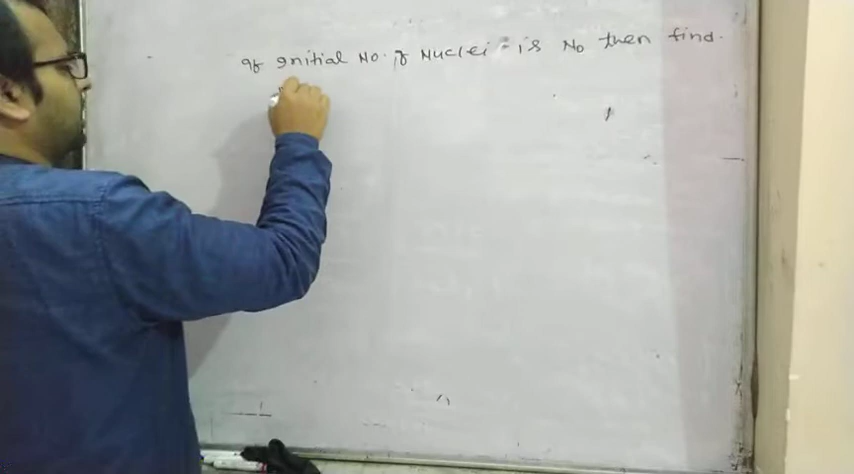 If Initial No. of Nuclei is No then find.